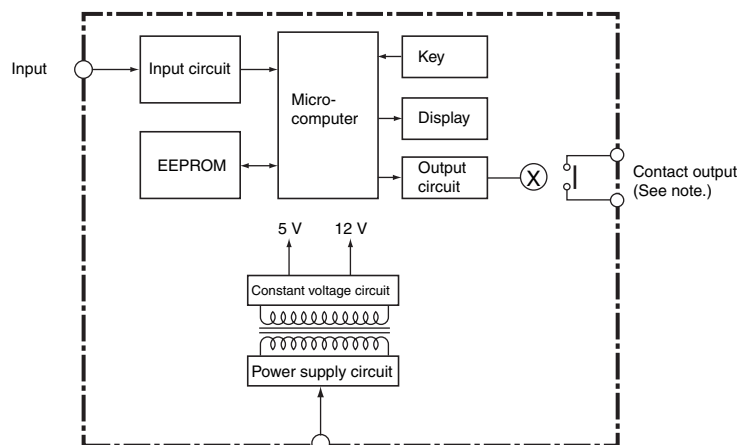 Input
Input circuit
Micro-
computer
Key
Display
EEPROM
Output
circuit
X
Contact output
(See note.)
5 V
12 V
Constant voltage circuit
Power supply circuit